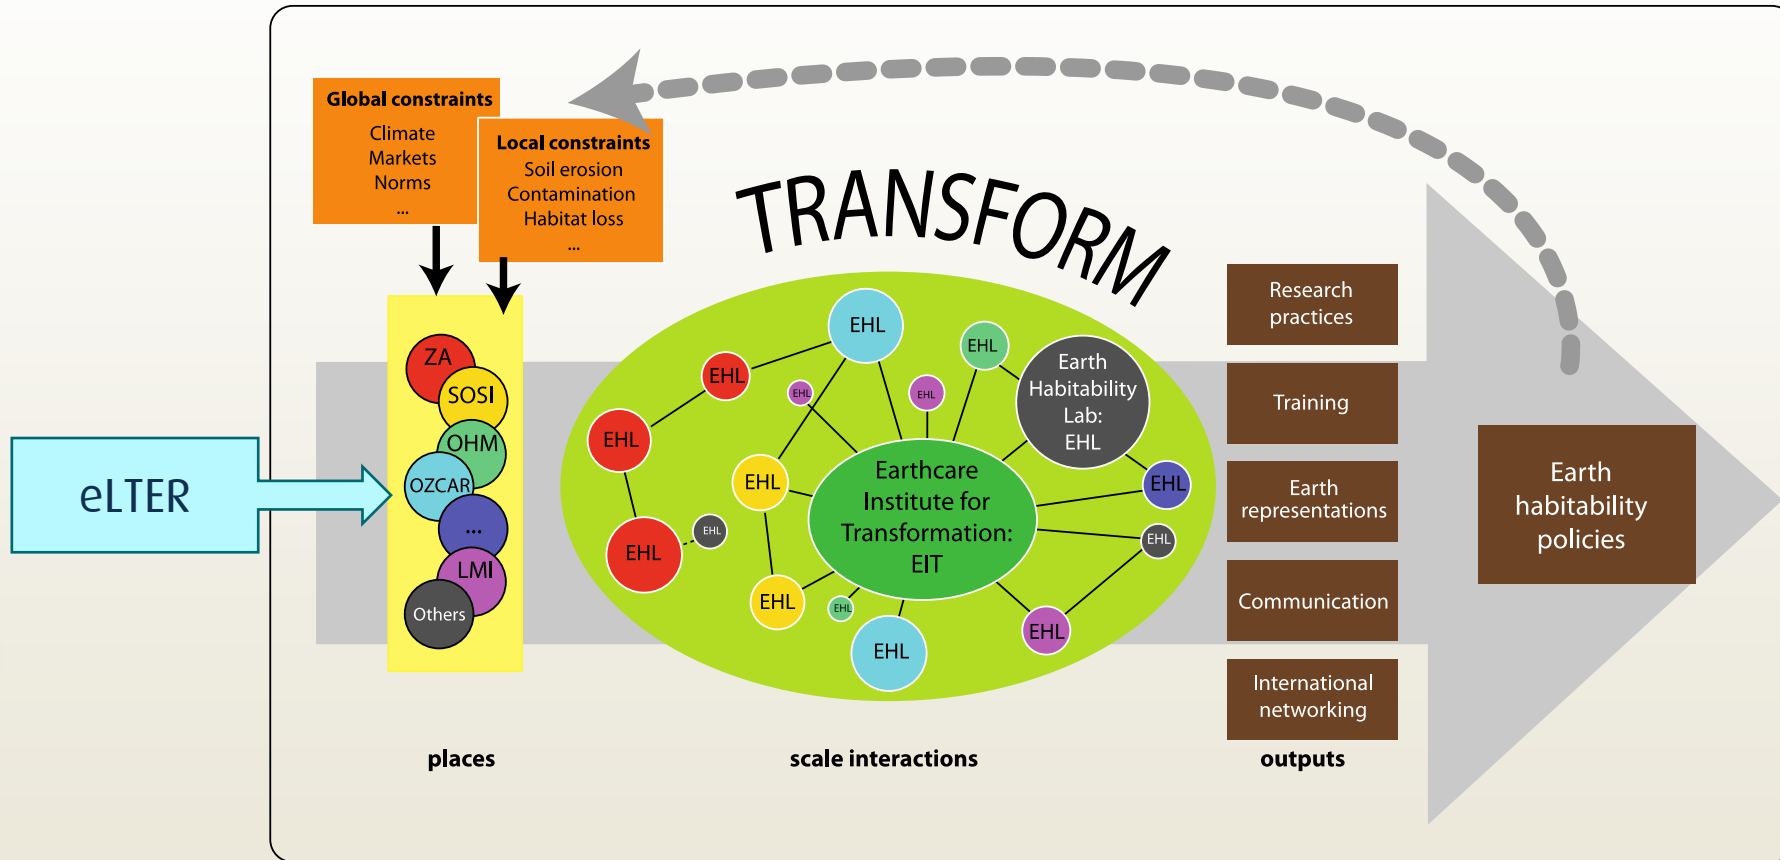 Global constraints
Climate
Markets
Norms
...
Local constraints
Soil erosion
Contamination
Habitat loss
...
TRANSFORM
eLTER
ZA
SOSI
OHM
OZCAR
...
LMI
Others
places
EHL
EHL
EHL
EHL
EHL
EHL
EHL
EHL
Earth
Habitability
Lab:
EHL
EHL
EHL
EHL
EHL
EHL
EHL
EHL
Earthcare
Institute for
Transformation:
EIT
scale interactions
Research
practices
Training
Earth
representations
Communication
International
networking
outputs
Earth
habitability
policies